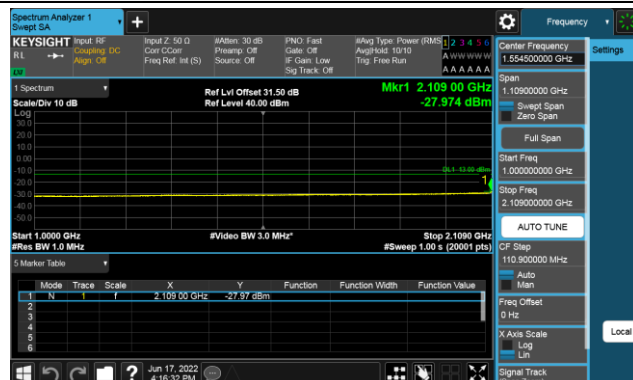 Spectrum Analyzer 1
Swept SA
+
Frequency
KEYSIGHT
RL
LV
Input: RF
Coupling: DC
Align: Off
Input Z: 50 Ω
Corr CCorr
Freq Ref: Int (S)
#Atten: 30 dB
Preamp: Off
Source: Off
PNO: Fast
Gate: Off
IF Gain: Low
Sig Track: Off
#Avg Type: Power (RMS
Avg|Hold: 10/10
Trig: Free Run
1 2 3 4 5 6
A W W W W W
A A A A A A
1 Spectrum
Scale/Div 10 dB
Ref Lvl Offset 31.50 dB
Ref Level 40.00 dBm
Mkr1 2.109 00 GHz
-27.974 dBm
Log
30.0
20.0
10.0
0.00
-10.0
-20.0
-30.0
-40.0
-50.0
DL1 -13.00 dBm
1
Start 1.0000 GHz
#Res BW 1.0 MHz
#Video BW 3.0 MHz*
Stop 2.1090 GHz
#Sweep 1.00 s (20001 pts)
5 Marker Table
Mode Trace Scale X Y Function Function Width Function Value
1 N 1 f 2.109 00 GHz -27.97 dBm
2
3
4
5
6
Center Frequency
1.554500000 GHz
Settings
Span
1.10900000 GHz
Swept Span
Zero Span
Full Span
Start Freq
1.000000000 GHz
Stop Freq
2.109000000 GHz
AUTO TUNE
CF Step
110.900000 MHz
Auto
Man
Freq Offset
0 Hz
X Axis Scale
Log
Lin
Local
Signal Track
?
Jun 17, 2022
4:16:32 PM